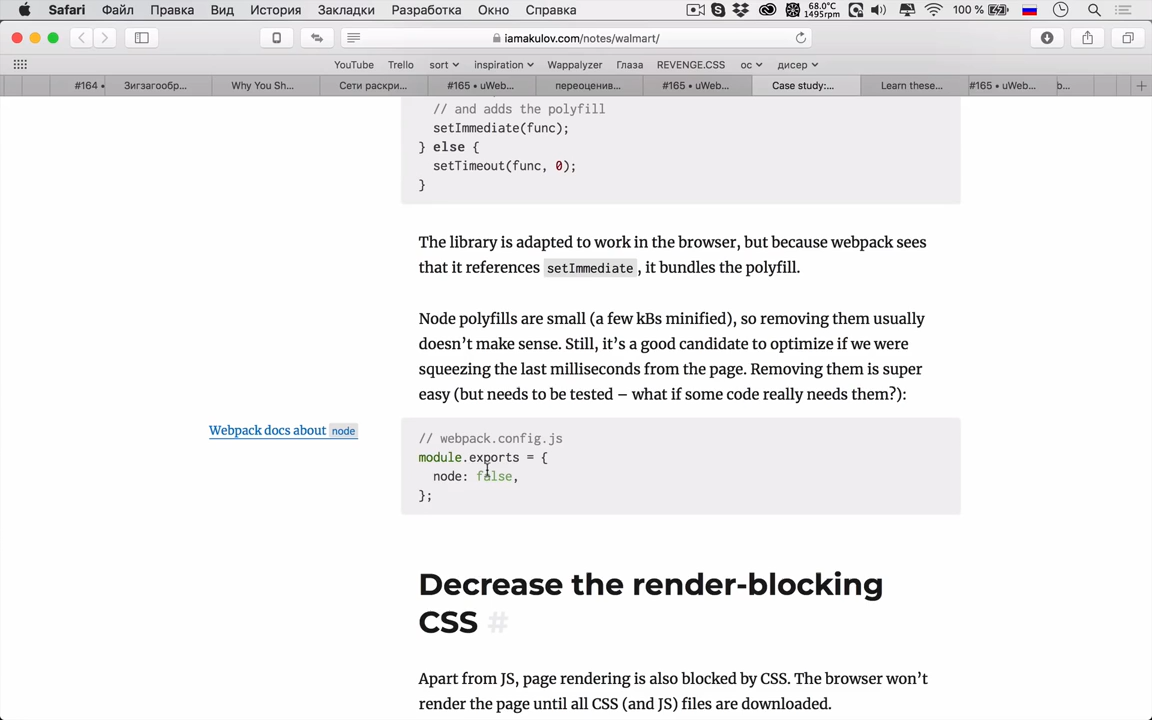 Safari Файл Правка Вид История Закладки Разработка Окно Справка 68.0°C 1495rpm 100 %
iamakulov.com/notes/walmart/
YouTube Trello sort inspiration Wappalyzer Глаза REVENGE.CSS ос дисер
#164 • Зигзагообр... Why You Sh... Сети раскри... #165 • uWeb... переоценив... #165 • uWeb... Case study:... Learn these... #165 • uWeb... b...
// and adds the polyfill
setImmediate(func);
} else {
setTimeout(func, 0);
}
The library is adapted to work in the browser, but because webpack sees
that it references setImmediate, it bundles the polyfill.
Node polyfills are small (a few kBs minified), so removing them usually
doesn’t make sense. Still, it’s a good candidate to optimize if we were
squeezing the last milliseconds from the page. Removing them is super
easy (but needs to be tested – what if some code really needs them?):
Webpack docs about node
// webpack.config.js
module.exports = {
node: false,
};
Decrease the render-blocking
CSS #
Apart from JS, page rendering is also blocked by CSS. The browser won’t
render the page until all CSS (and JS) files are downloaded.